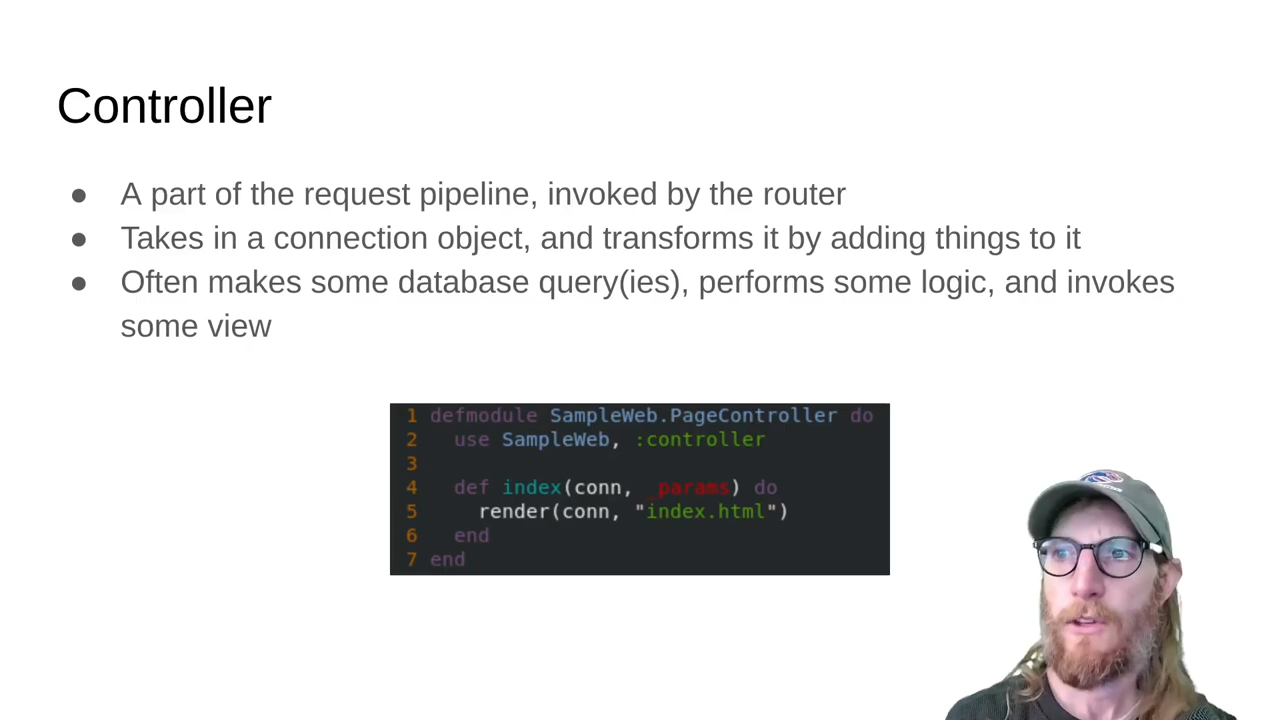 Controller
● A part of the request pipeline, invoked by the router
● Takes in a connection object, and transforms it by adding things to it
● Often makes some database query(ies), performs some logic, and invokes
some view
1 defmodule SampleWeb.PageController do
2   use SampleWeb, :controller
3
4   def index(conn, _params) do
5     render(conn, "index.html")
6   end
7 end